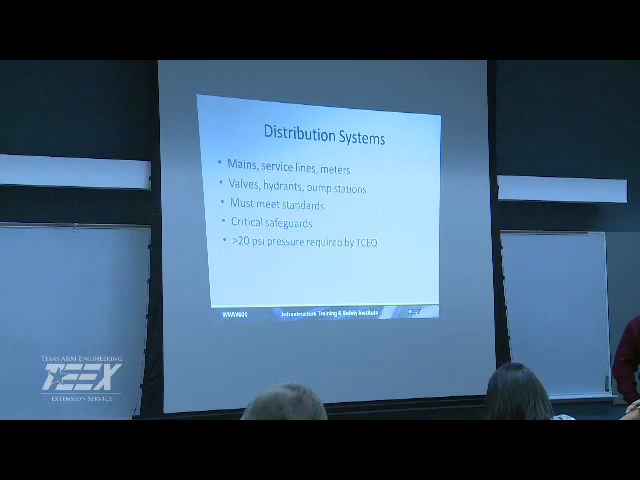 Distribution Systems
• Mains, service lines, meters
• Valves, hydrants, pump stations
• Must meet standards
• Critical safeguards
• >20 psi pressure required by TCEQ
WWW600
Infrastructure Training & Safety Institute
TEXAS A&M ENGINEERING
TEEX
EXTENSION SERVICE